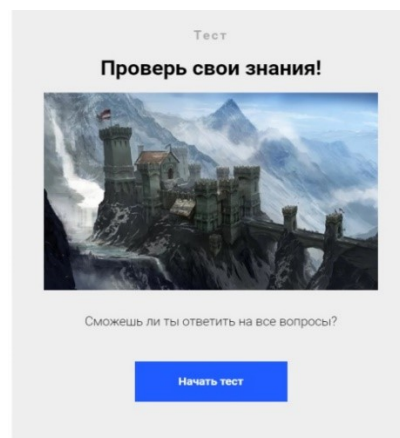 Тест
Проверь свои знания!
Сможешь ли ты ответить на все вопросы?
Начать тест